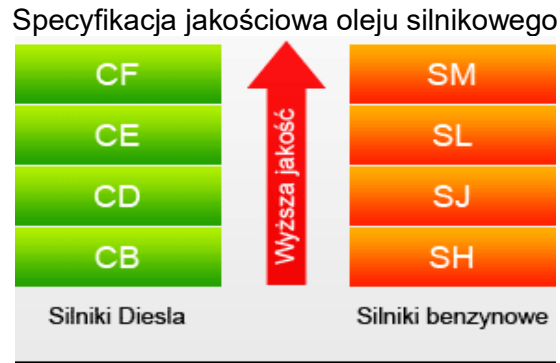 Specyfikacja jakościowa oleju silnikowego
CF
CE
CD
CB
Wyższa jakość
SM
SL
SJ
SH
Silniki Diesla
Silniki benzynowe